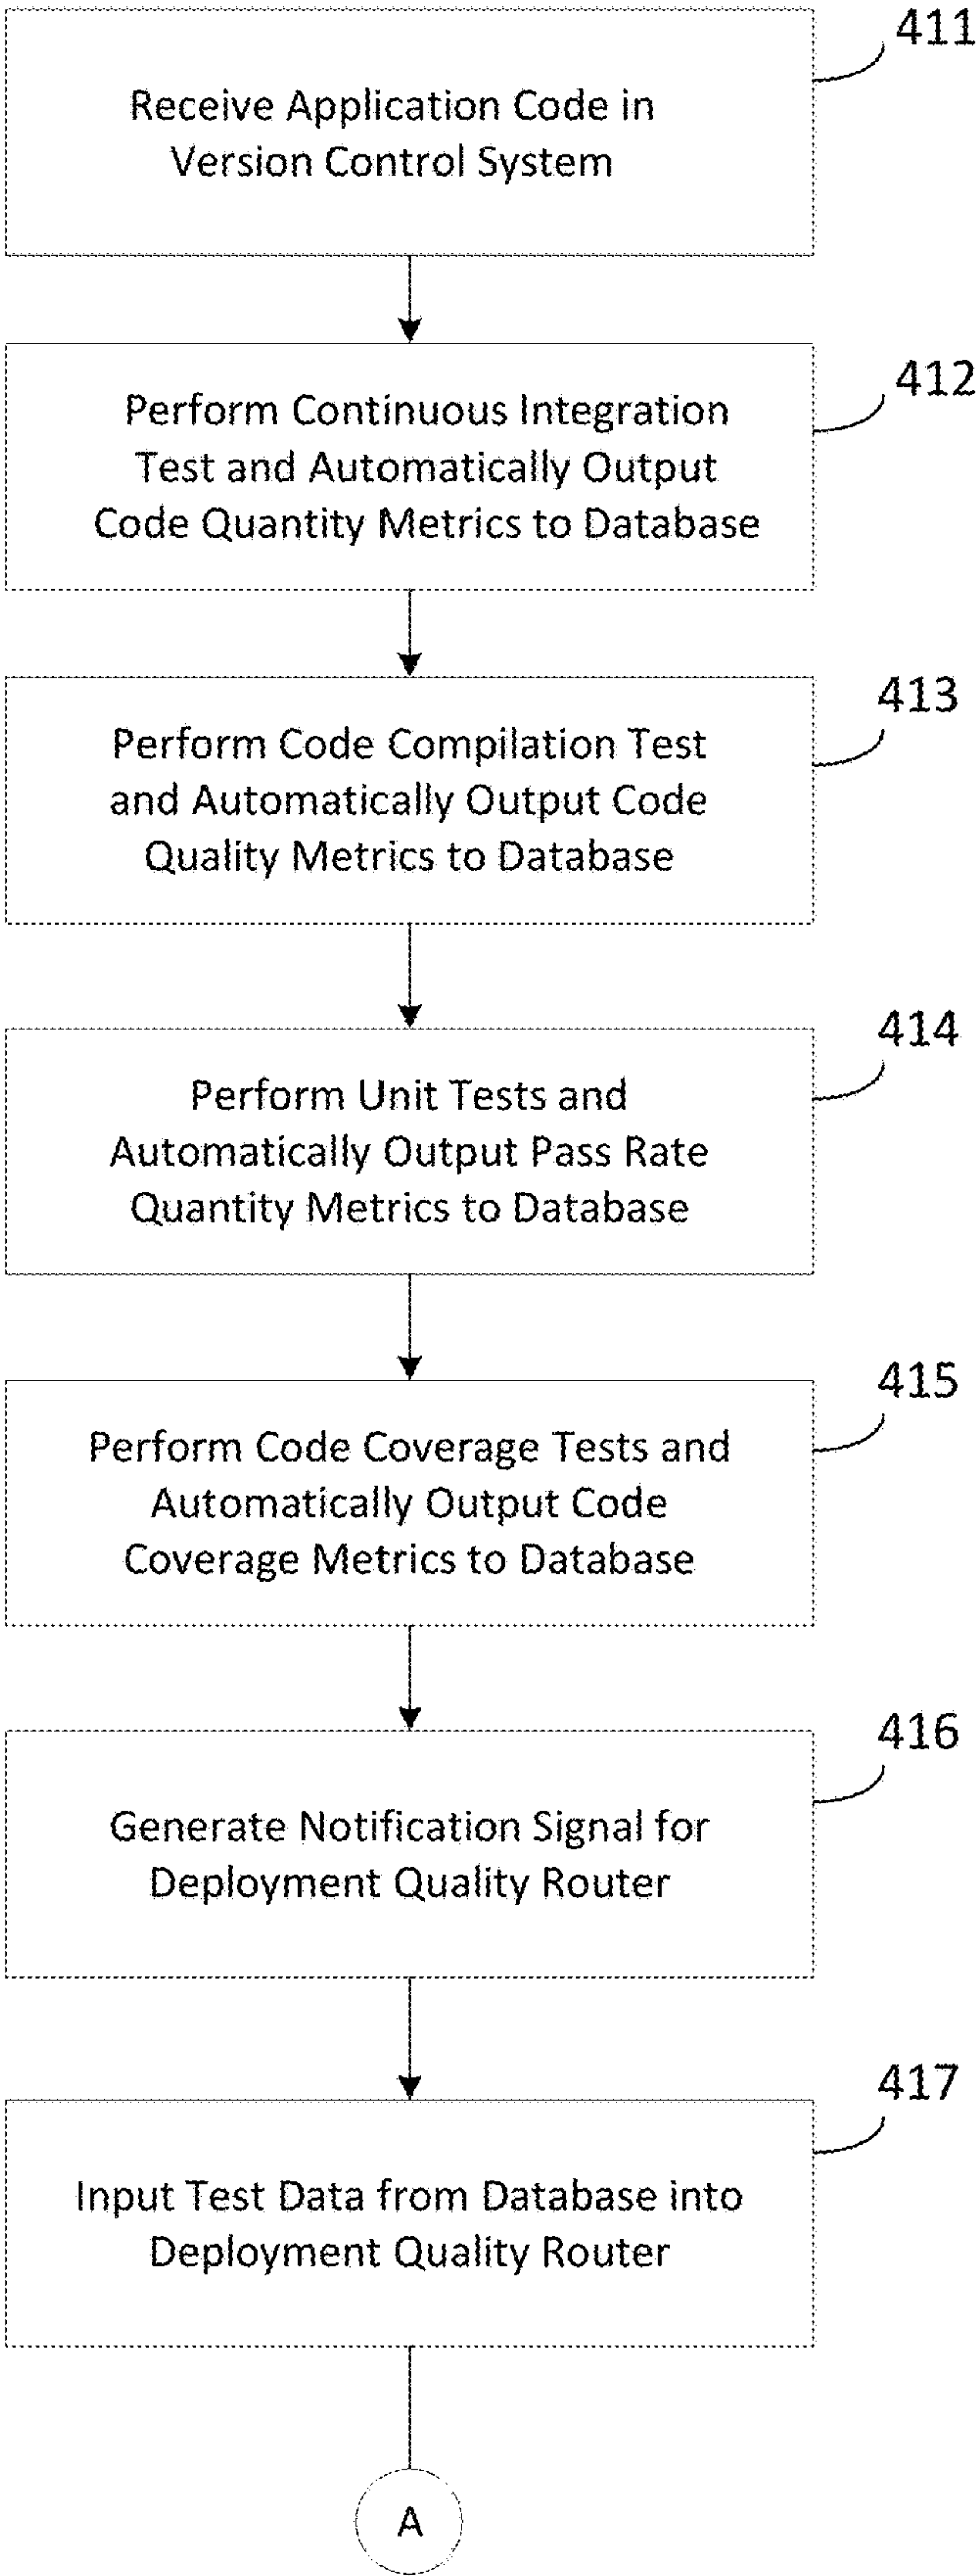 411
Receive Application Code in
Version Control System
412
Perform Continuous Integration
Test and Automatically Output
Code Quantity Metrics to Database
413
Perform Code Compilation Test
and Automatically Output Code
Quality Metrics to Database
414
Perform Unit Tests and
Automatically Output Pass Rate
Quantity Metrics to Database
415
Perform Code Coverage Tests and
Automatically Output Code
Coverage Metrics to Database
416
Generate Notification Signal for
Deployment Quality Router
417
Input Test Data from Database into
Deployment Quality Router
A